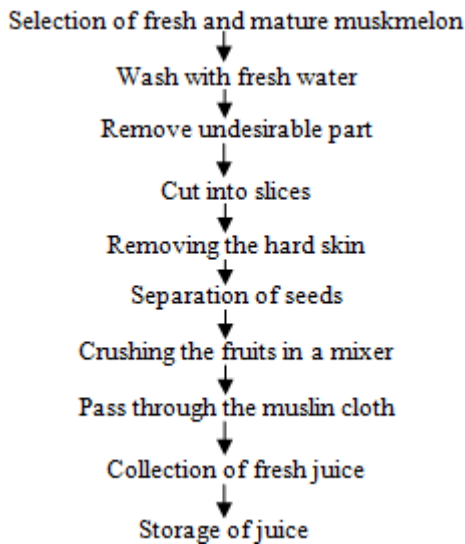 Selection of fresh and mature muskmelon
Wash with fresh water
Remove undesirable part
Cut into slices
Removing the hard skin
Separation of seeds
Crushing the fruits in a mixer
Pass through the muslin cloth
Collection of fresh juice
Storage of juice